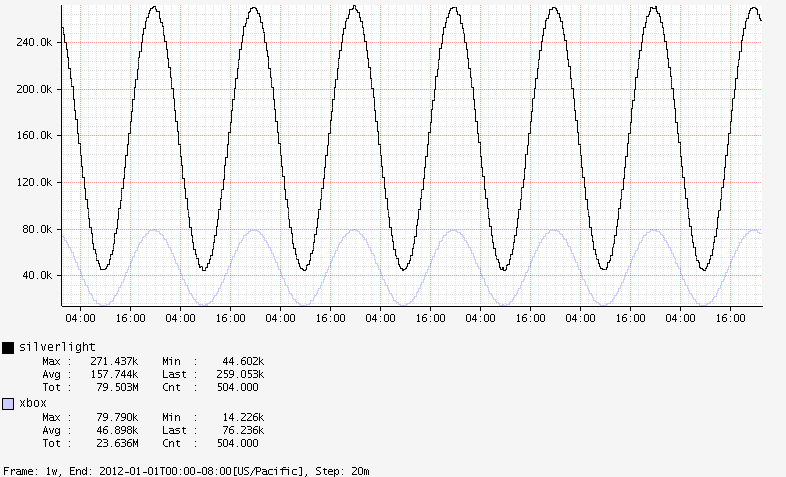 240.0k
200.0k
160.0k
120.0k
80.0k
40.0k
04:00 16:00 04:00 16:00 04:00 16:00 04:00 16:00 04:00 16:00 04:00 16:00 04:00 16:00
silverlight
Max : 271.437k Min : 44.602k
Avg : 157.744k Last : 259.053k
Tot : 79.503M Cnt : 504.000
xbox
Max : 79.790k Min : 14.226k
Avg : 46.898k Last : 76.236k
Tot : 23.636M Cnt : 504.000
Frame: 1w, End: 2012-01-01T00:00-08:00[US/Pacific], Step: 20m